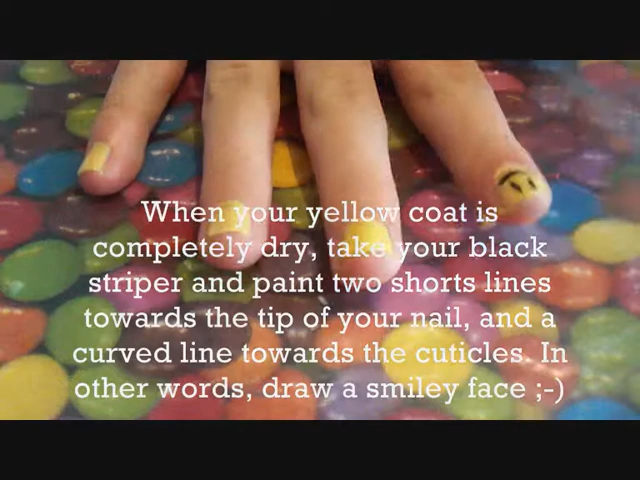 When your yellow coat is
completely dry, take your black
striper and paint two shorts lines
towards the tip of your nail, and a
curved line towards the cuticles. In
other words, draw a smiley face ;-)